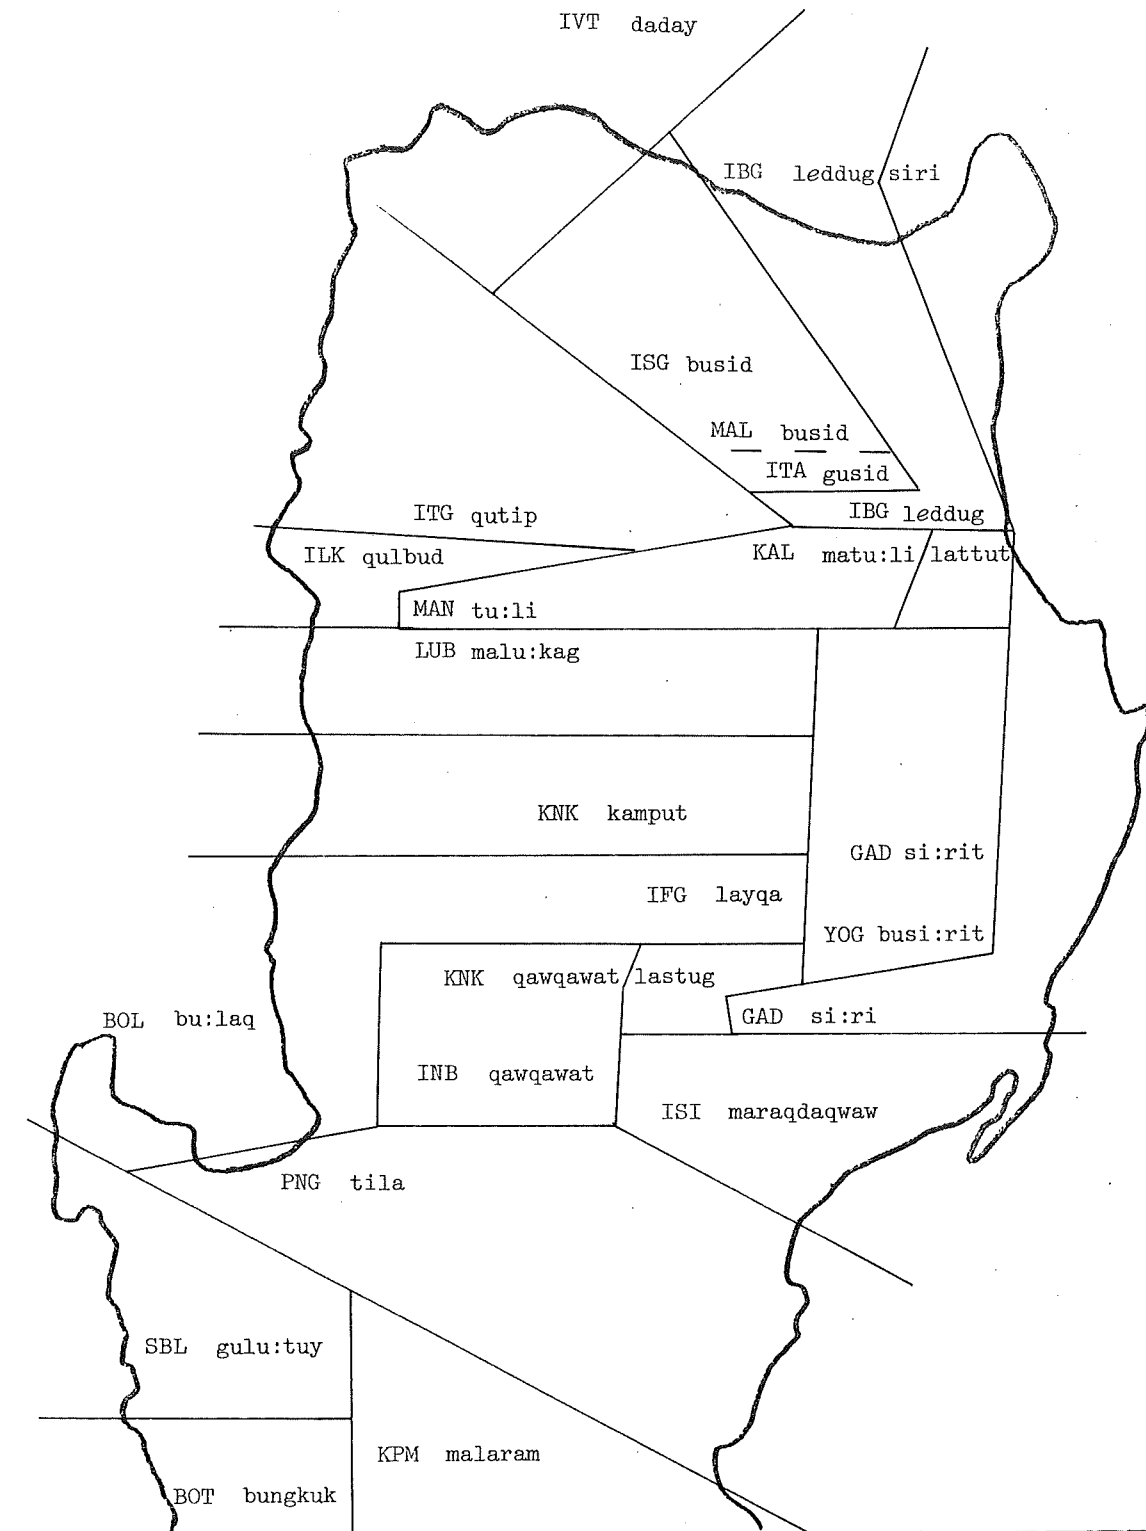 IVT daday
IBG leddug siri
ISG busid
MAL busid
ITA gusid
IBG leddug
ITG qutip
ILK qulbud
KAL matu:li lattut
MAN tu:li
LUB malu:kag
KNK kamput
GAD si:rit
IFG layqa
YOG busi:rit
KNK qawqawat lastug
GAD si:ri
BOL bu:laq
INB qawqawat
ISI maraqdaqwaw
PNG tila
SBL gulu:tuy
KPM malaram
BOT bungkuk